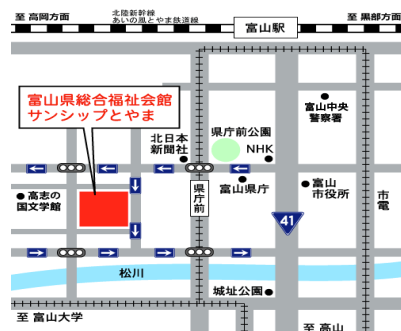 至 高岡方面
北陸新幹線
あいの風とやま鉄道線
富山駅
至 黒部方面
富山県総合福祉会館
サンシップとやま
富山中央
警察署
北日本
新聞社
県庁前公園
NHK
高志の
国文学館
県庁前
富山県庁
富山
市役所
市電
41
松川
城址公園
至 富山大学
至 高山